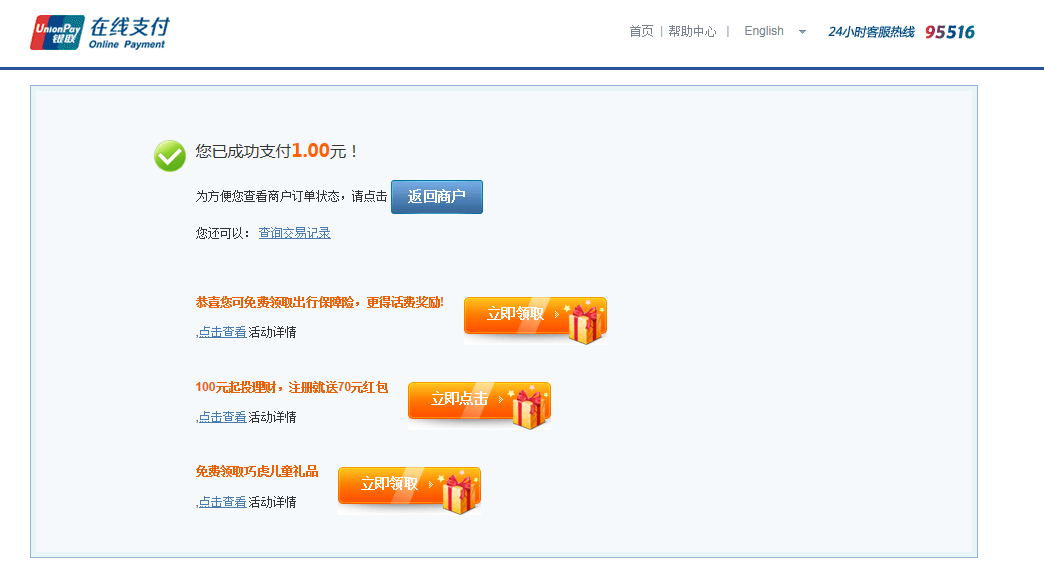 UnionPay 银联 在线支付
Online Payment
首页 | 帮助中心 | English 24小时客服热线 95516
您已成功支付1.00元！
为方便您查看商户订单状态，请点击 返回商户
您还可以： 查询交易记录
恭喜您可免费领取出行保障险，更得话费奖励! 立即领取
,点击查看活动详情
100元起投理财，注册就送70元红包 立即点击
,点击查看活动详情
免费领取巧虎儿童礼品 立即领取
,点击查看活动详情